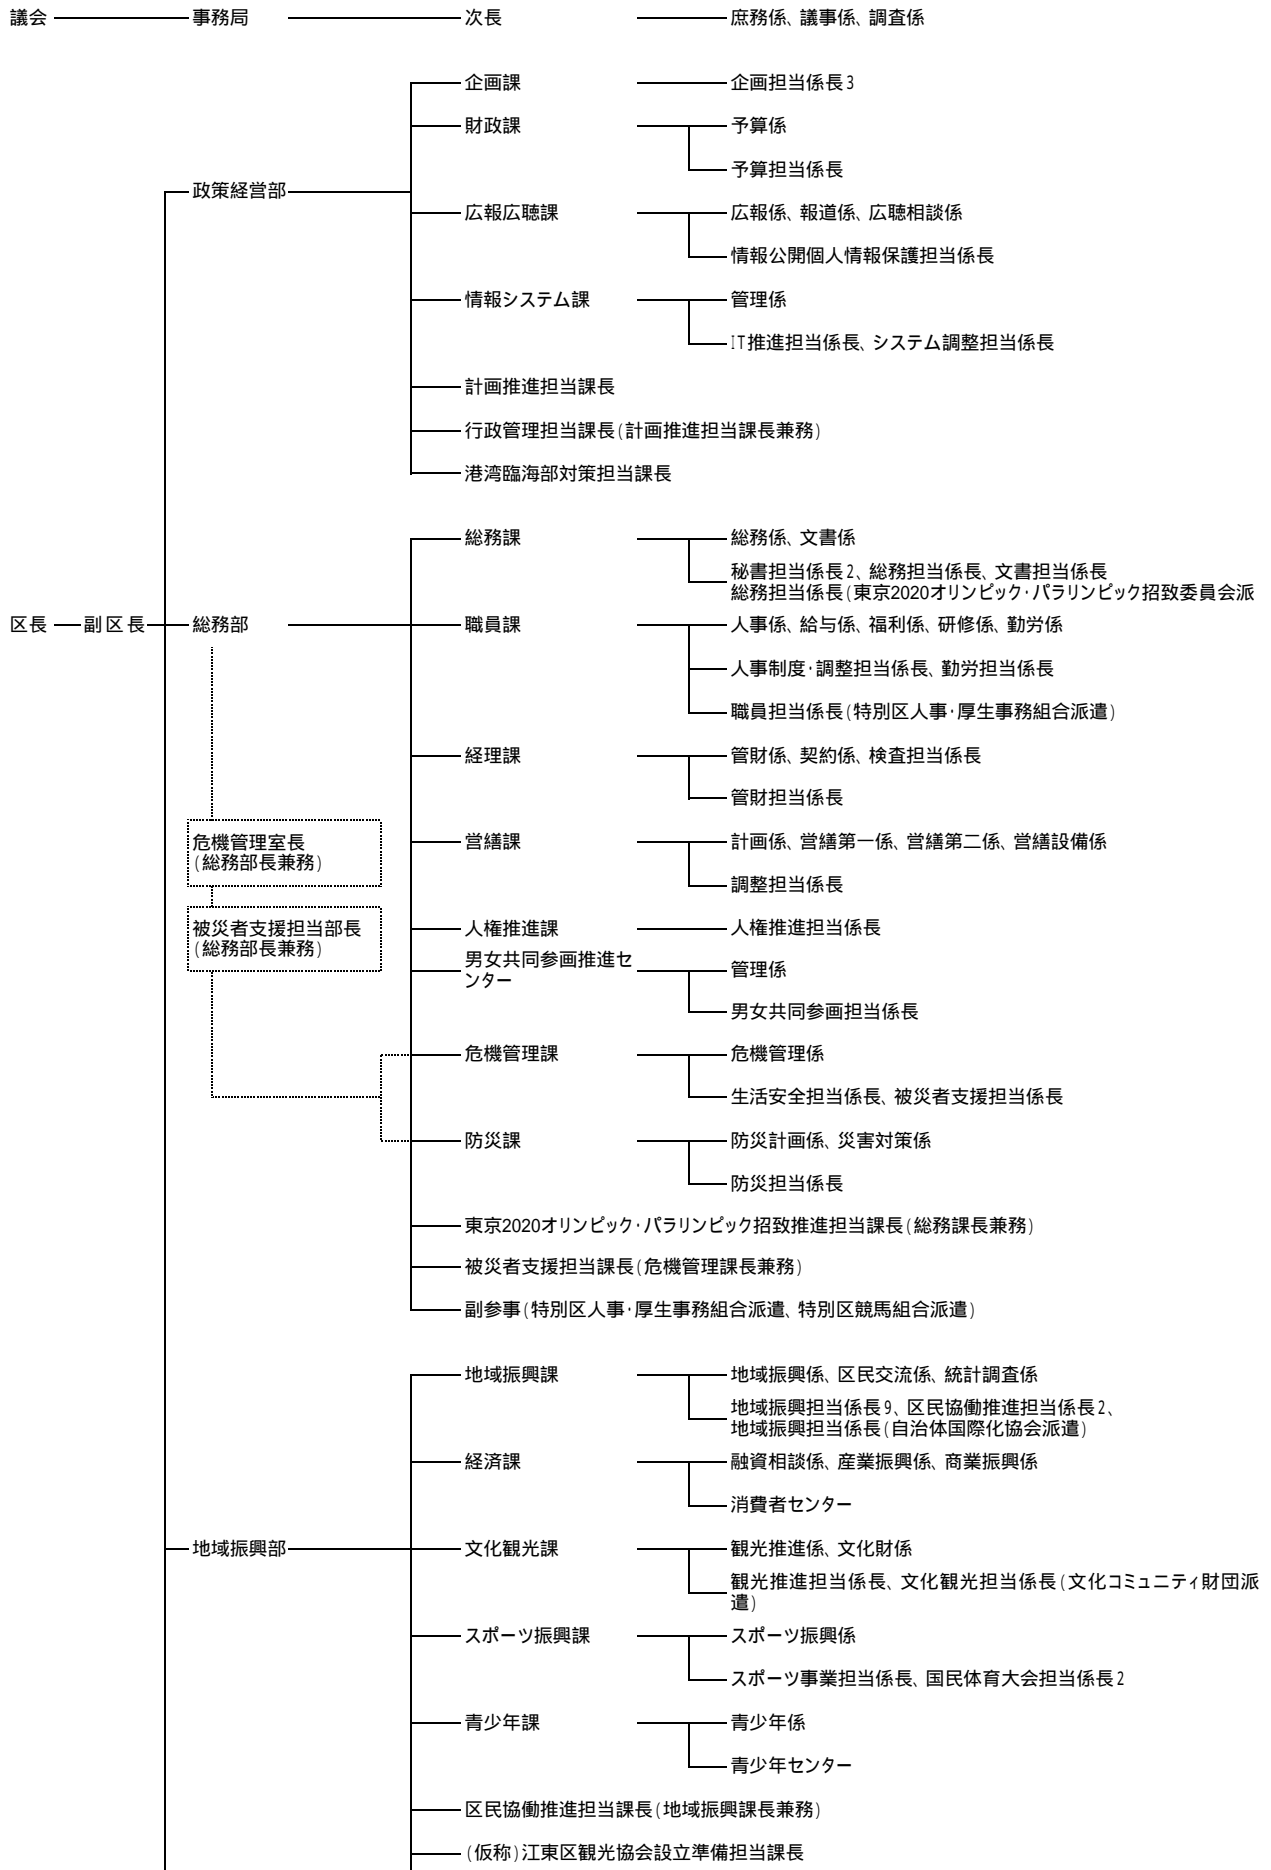 議会 事務局 次長 庶務係、議事係、調査係
企画課 企画担当係長3
財政課 予算係
予算担当係長
政策経営部
広報広聴課 広報係、報道係、広聴相談係
情報公開個人情報保護担当係長
情報システム課 管理係
IT推進担当係長、システム調整担当係長
計画推進担当課長
行政管理担当課長(計画推進担当課長兼務)
港湾臨海部対策担当課長
総務課 総務係、文書係
秘書担当係長2、総務担当係長、文書担当係長
総務担当係長(東京2020オリンピック・パラリンピック招致委員会派
区長 副区長 総務部 職員課 人事係、給与係、福利係、研修係、勤労係
人事制度・調整担当係長、勤労担当係長
職員担当係長(特別区人事・厚生事務組合派遣)
経理課 管財係、契約係、検査担当係長
管財担当係長
危機管理室長
(総務部長兼務)
営繕課 計画係、営繕第一係、営繕第二係、営繕設備係
調整担当係長
被災者支援担当部長
(総務部長兼務)
人権推進課 人権推進担当係長
男女共同参画推進セ
ンター
管理係
男女共同参画担当係長
危機管理課 危機管理係
生活安全担当係長、被災者支援担当係長
防災課 防災計画係、災害対策係
防災担当係長
東京2020オリンピック・パラリンピック招致推進担当課長(総務課長兼務)
被災者支援担当課長(危機管理課長兼務)
副参事(特別区人事・厚生事務組合派遣、特別区競馬組合派遣)
地域振興課 地域振興係、区民交流係、統計調査係
地域振興担当係長9、区民協働推進担当係長2、
地域振興担当係長(自治体国際化協会派遣)
経済課 融資相談係、産業振興係、商業振興係
消費者センター
地域振興部 文化観光課 観光推進係、文化財係
観光推進担当係長、文化観光担当係長(文化コミュニティ財団派
遣)
スポーツ振興課 スポーツ振興係
スポーツ事業担当係長、国民体育大会担当係長2
青少年課 青少年係
青少年センター
区民協働推進担当課長(地域振興課長兼務)
(仮称)江東区観光協会設立準備担当課長